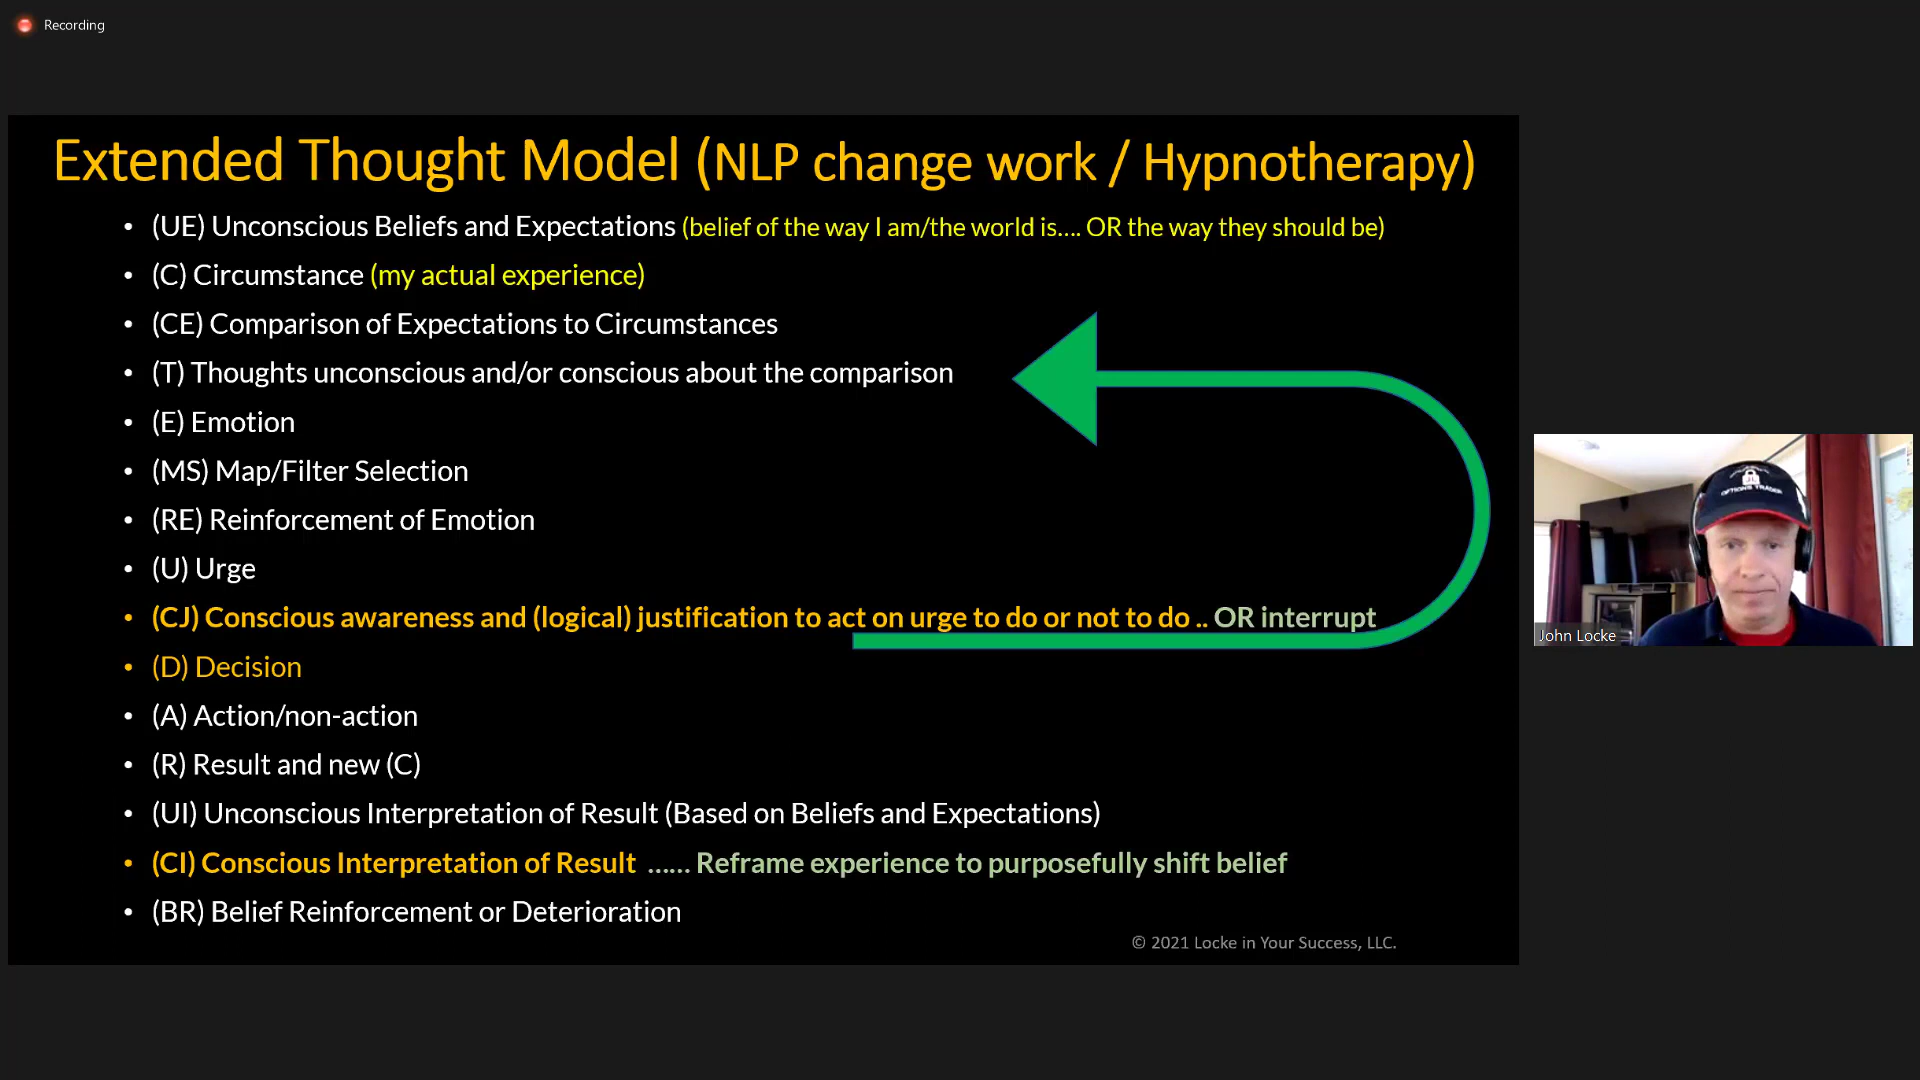 Recording
Extended Thought Model (NLP change work / Hypnotherapy)
• (UE) Unconscious Beliefs and Expectations (belief of the way I am/the world is.... OR the way they should be)
• (C) Circumstance (my actual experience)
• (CE) Comparison of Expectations to Circumstances
• (T) Thoughts unconscious and/or conscious about the comparison
• (E) Emotion
• (MS) Map/Filter Selection
• (RE) Reinforcement of Emotion
• (U) Urge
• (CJ) Conscious awareness and (logical) justification to act on urge to do or not to do .. OR interrupt
• (D) Decision
• (A) Action/non-action
• (R) Result and new (C)
• (UI) Unconscious Interpretation of Result (Based on Beliefs and Expectations)
• (CI) Conscious Interpretation of Result ...... Reframe experience to purposefully shift belief
• (BR) Belief Reinforcement or Deterioration
© 2021 Locke in Your Success, LLC.
OPTIONS TRADER
John Locke